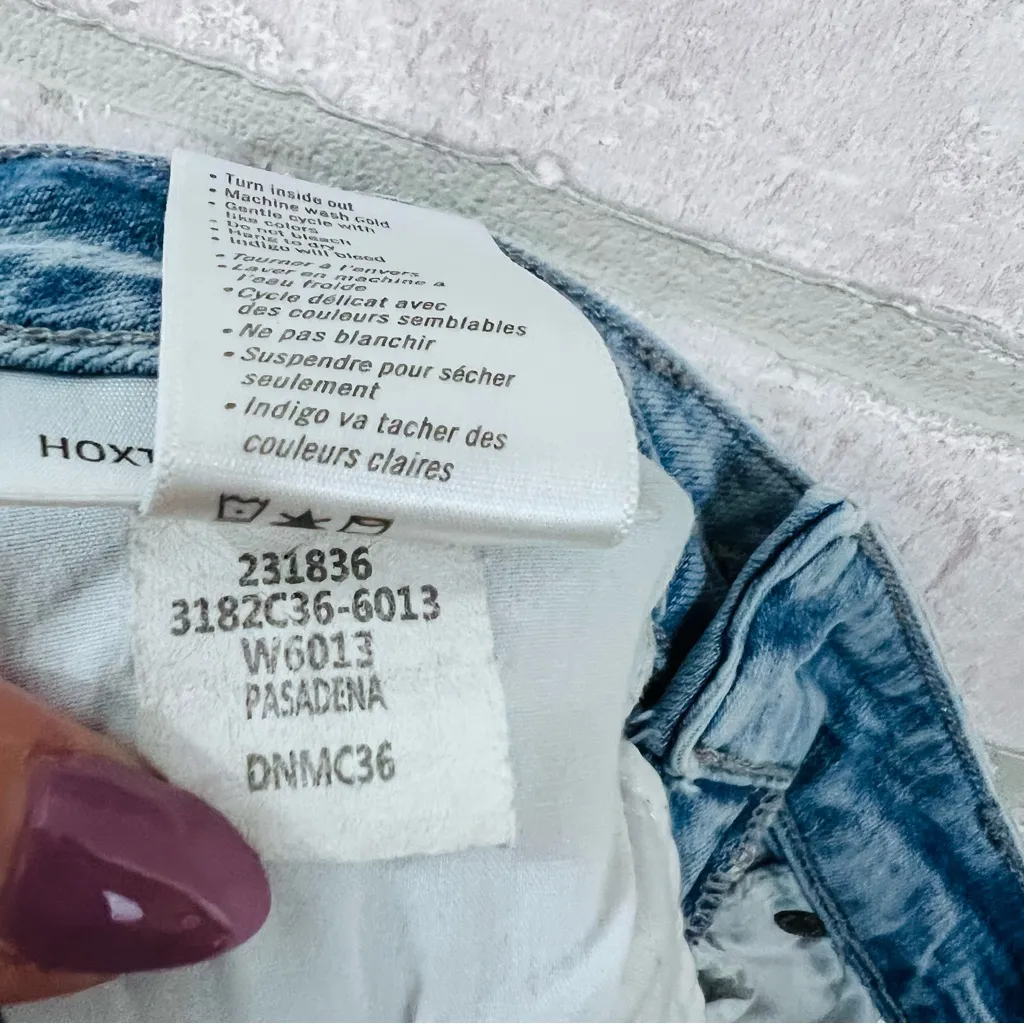 • Turn inside out
• Machine wash cold
• Gentle cycle with
like colors
- Do not bleach
- Hang to dry
• Indigo will bleed
• Tourner à l'envers
• Laver en machine à
l'eau froide
• Cycle délicat avec
des couleurs semblables
• Ne pas blanchir
• Suspendre pour sécher
seulement
• Indigo va tacher des
couleurs claires
HOXT
231836
3182C36-6013
W6013
PASADENA
DNMC36